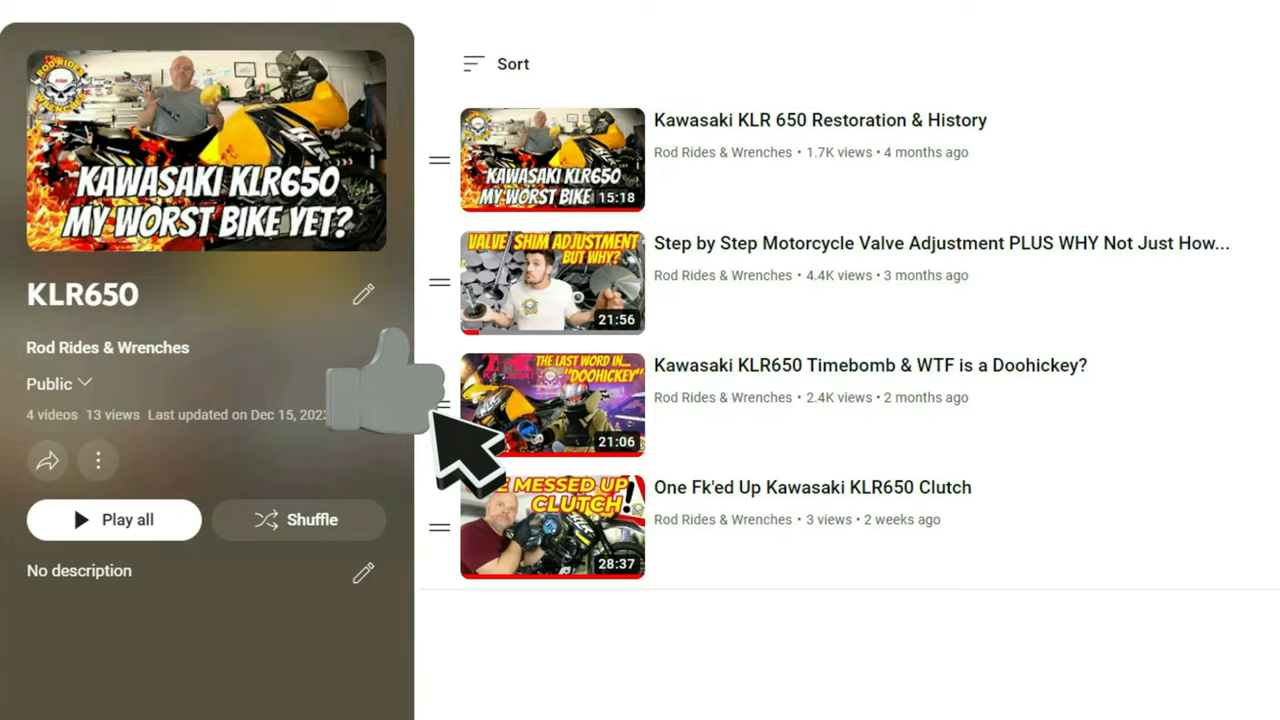 ROD RIDES
WRENCHES
KAWASAKI KLR650
MY WORST BIKE YET?
KLR650
Rod Rides & Wrenches
Public
4 videos 13 views Last updated on Dec 15, 202
Play all
Shuffle
No description
Sort
KAWASAKI KLR650
MY WORST BIKE
15:18
Kawasaki KLR 650 Restoration & History
Rod Rides & Wrenches • 1.7K views • 4 months ago
VALVE SHIM ADJUSTMENT
BUT WHY?
21:56
Step by Step Motorcycle Valve Adjustment PLUS WHY Not Just How...
Rod Rides & Wrenches • 4.4K views • 3 months ago
THE LAST WORD IN...
"DOOHICKEY"
21:06
Kawasaki KLR650 Timebomb & WTF is a Doohickey?
Rod Rides & Wrenches • 2.4K views • 2 months ago
MESSED UP
CLUTCH!
28:37
One Fk'ed Up Kawasaki KLR650 Clutch
Rod Rides & Wrenches • 3 views • 2 weeks ago